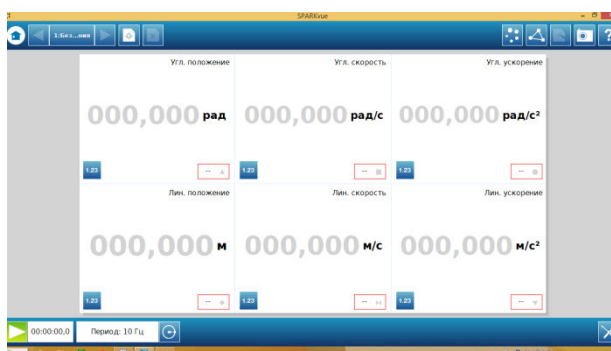 SPARKvue
1:Без...ния
Угл. положение
Угл. скорость
Угл. ускорение
000,000 рад
000,000 рад/с
000,000 рад/с²
1.23
--
1.23
--
1.23
--
Лин. положение
Лин. скорость
Лин. ускорение
000,000 м
000,000 м/с
000,000 м/с²
1.23
--
1.23
--
1.23
--
00:00:00,0
Период: 10 Гц